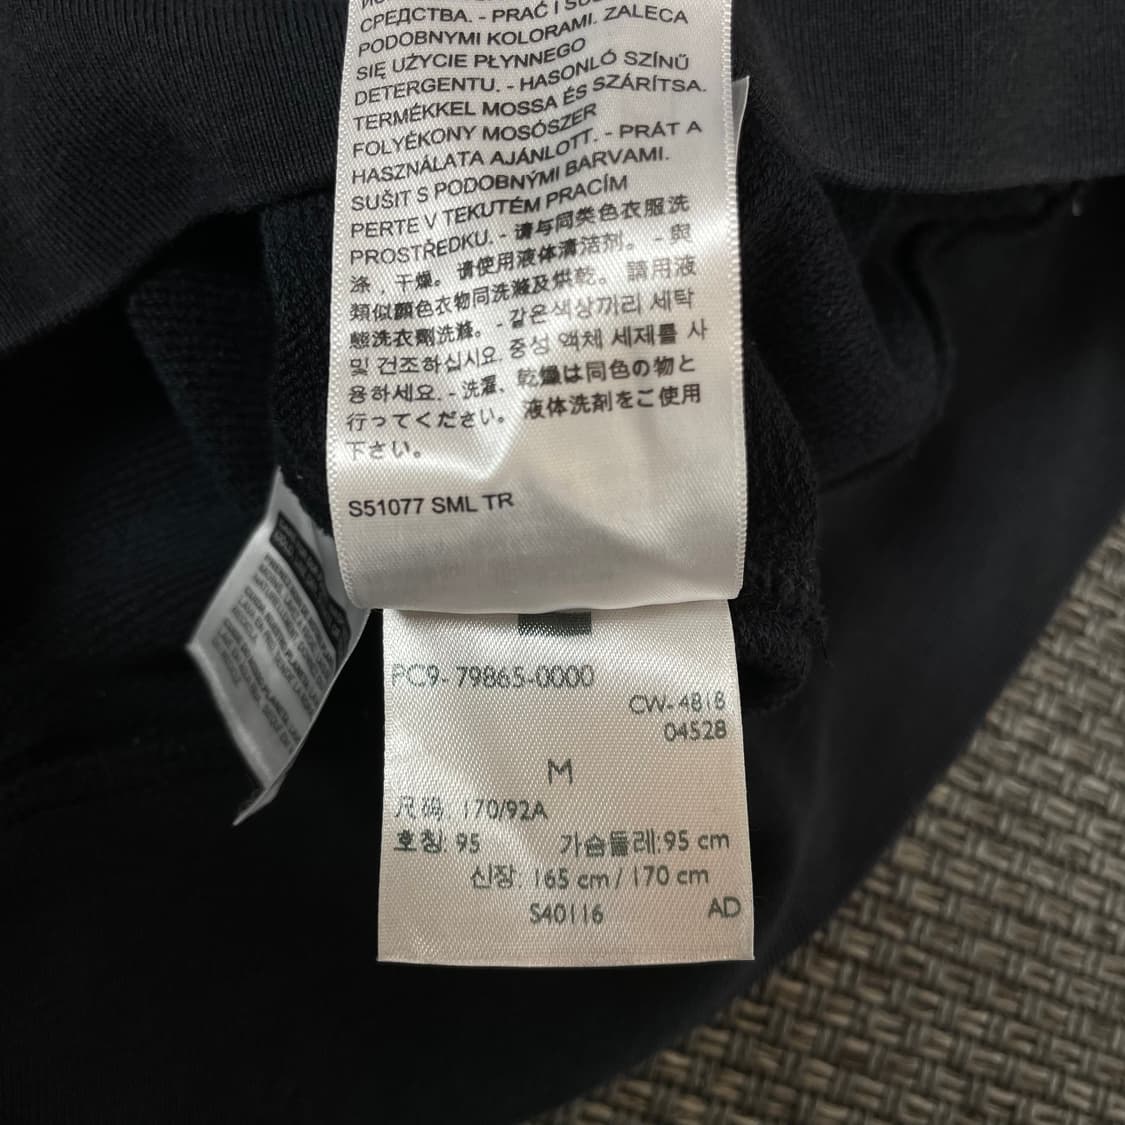 СРЕДСТВА. - PRAĆ I
PODOBNYMI KOLORAMI. ZALECA
SIĘ UŻYCIE PŁYNNEGO
DETERGENTU. - HASONLÓ SZÍNŰ
TERMÉKKEL MOSSA ÉS SZÁRÍTSA.
FOLYÉKONY MOSÓSZER
HASZNÁLATA AJÁNLOTT. - PRÁT A
SUŠIT S PODOBNÝMI BARVAMI.
PERTE V TEKUTÉM PRACÍM
PROSTŘEDKU. - 请与同类色衣服洗
涤，干燥。请使用液体清洁剂。 - 與
類似顏色衣物同洗滌及烘乾。請用液
態洗衣劑洗滌。 - 같은색상끼리 세탁
및 건조하십시요. 중성 액체 세제를 사
용하세요. - 洗濯、乾燥は同色の物と
行ってください。液体洗剤をご使用
下さい。
S51077 SML TR
PC9- 79865-0000
CW- 4818
04528
M
尺码: 170/92A
호칭: 95 가슴둘레:95 cm
신장: 165 cm / 170 cm
S40116 AD